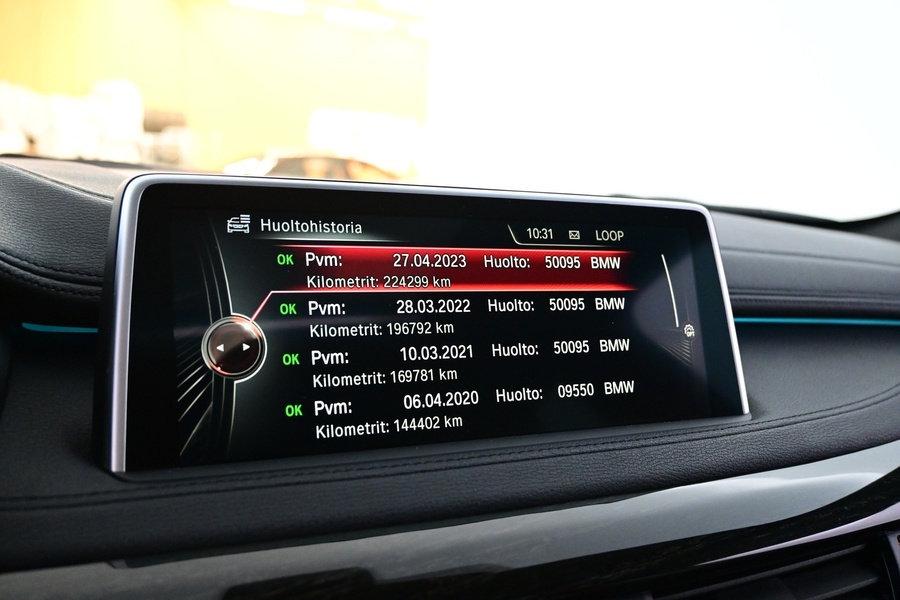 Huoltohistoria 10:31 LOOP
OK Pvm: 27.04.2023 Huolto: 50095 BMW
Kilometrit: 224299 km
OK Pvm: 28.03.2022 Huolto: 50095 BMW
Kilometrit: 196792 km
OK Pvm: 10.03.2021 Huolto: 50095 BMW
Kilometrit: 169781 km
OK Pvm: 06.04.2020 Huolto: 09550 BMW
Kilometrit: 144402 km